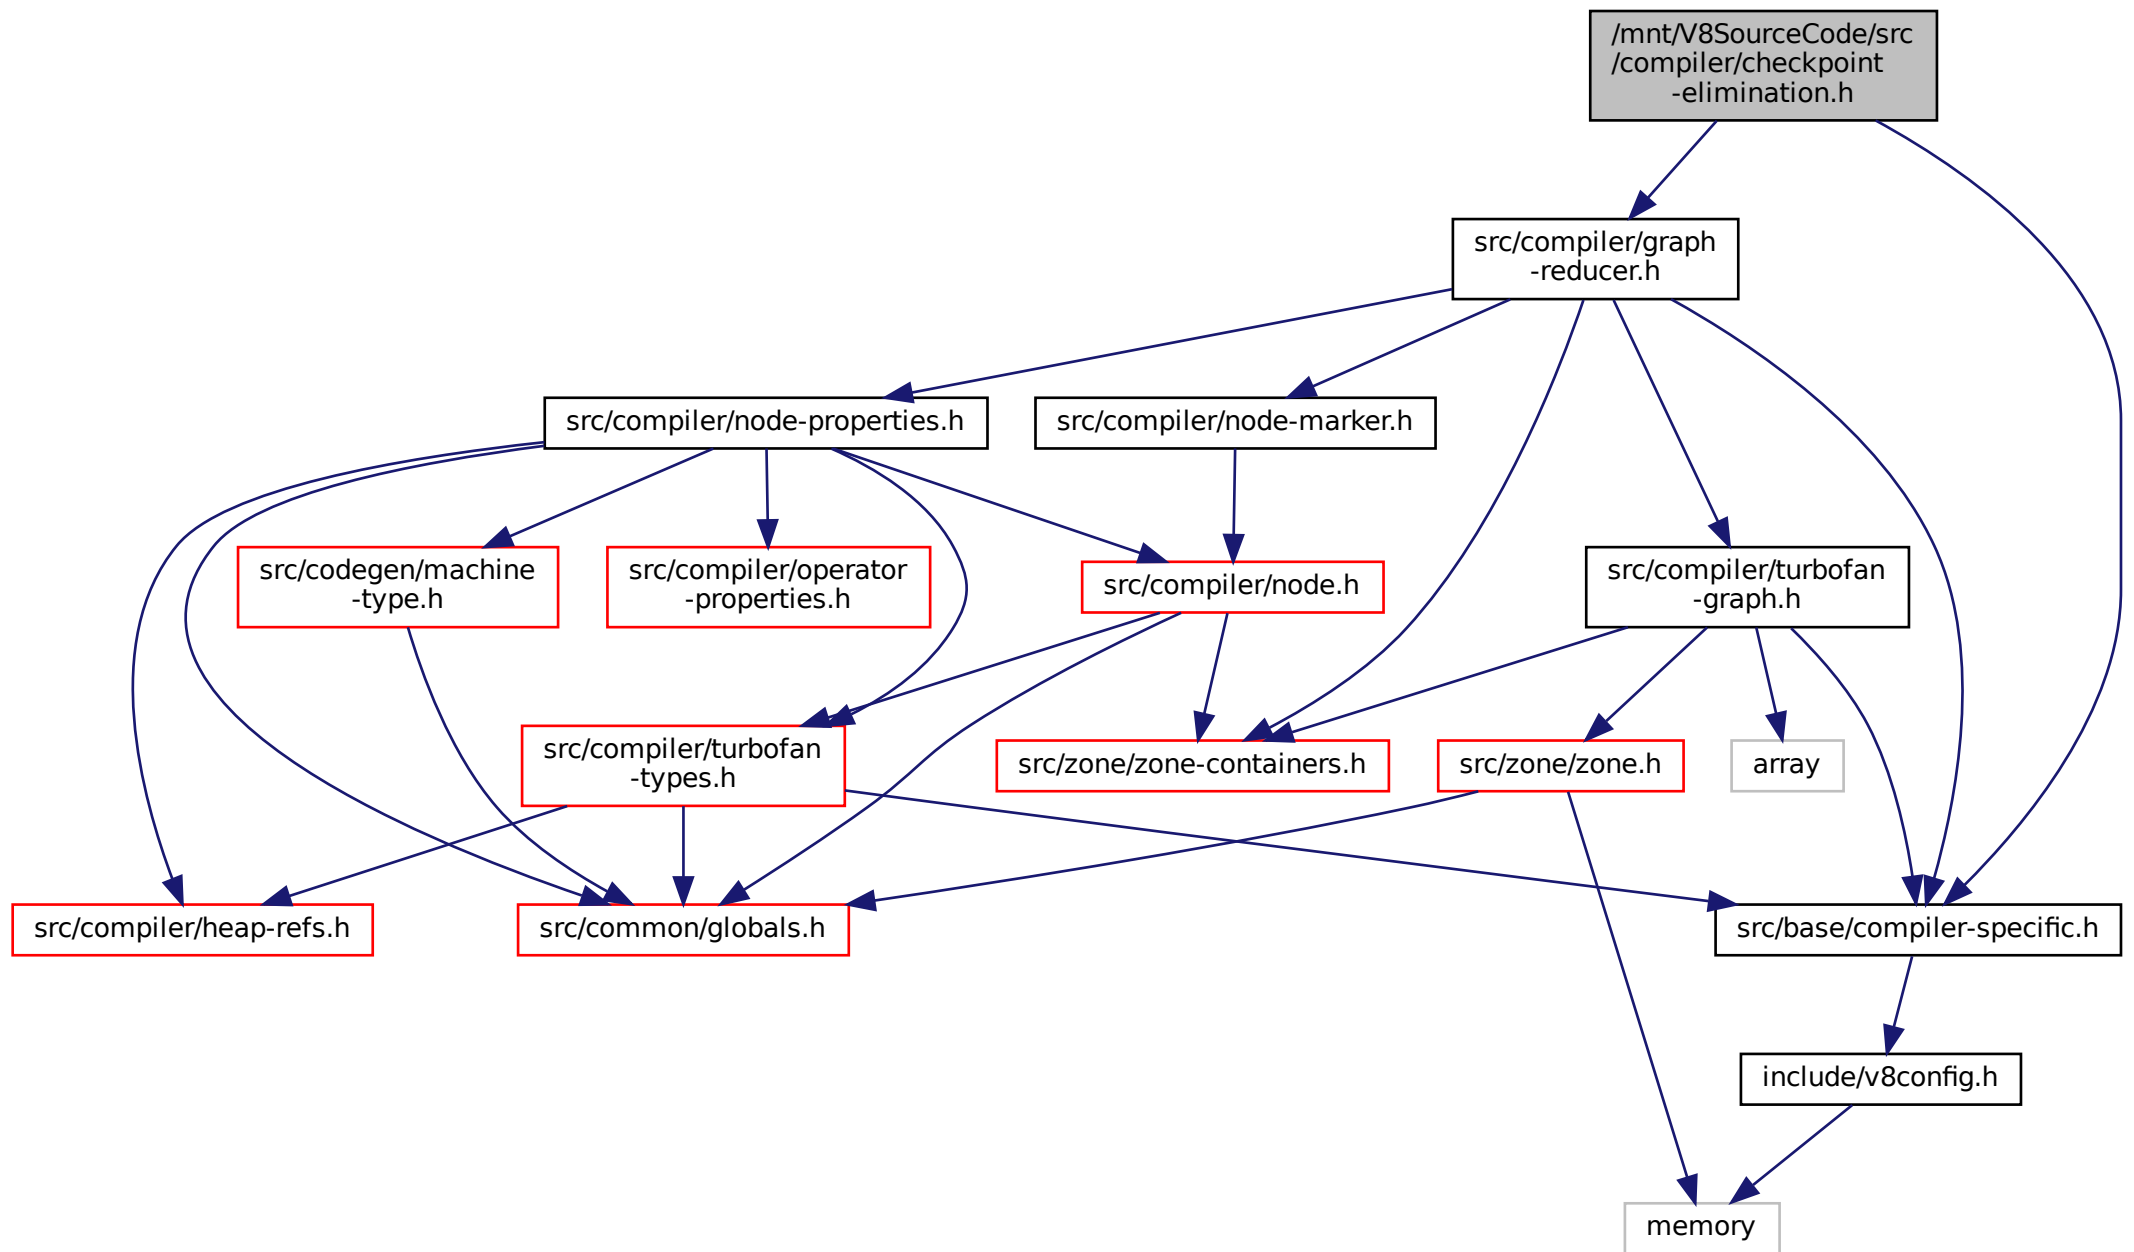 /mnt/V8SourceCode/src
/compiler/checkpoint
-elimination.h
src/compiler/graph
-reducer.h
src/compiler/node-properties.h
src/compiler/node-marker.h
src/codegen/machine
-type.h
src/compiler/operator
-properties.h
src/compiler/node.h
src/compiler/turbofan
-graph.h
src/compiler/turbofan
-types.h
src/zone/zone-containers.h
src/zone/zone.h
array
src/compiler/heap-refs.h
src/common/globals.h
src/base/compiler-specific.h
include/v8config.h
memory